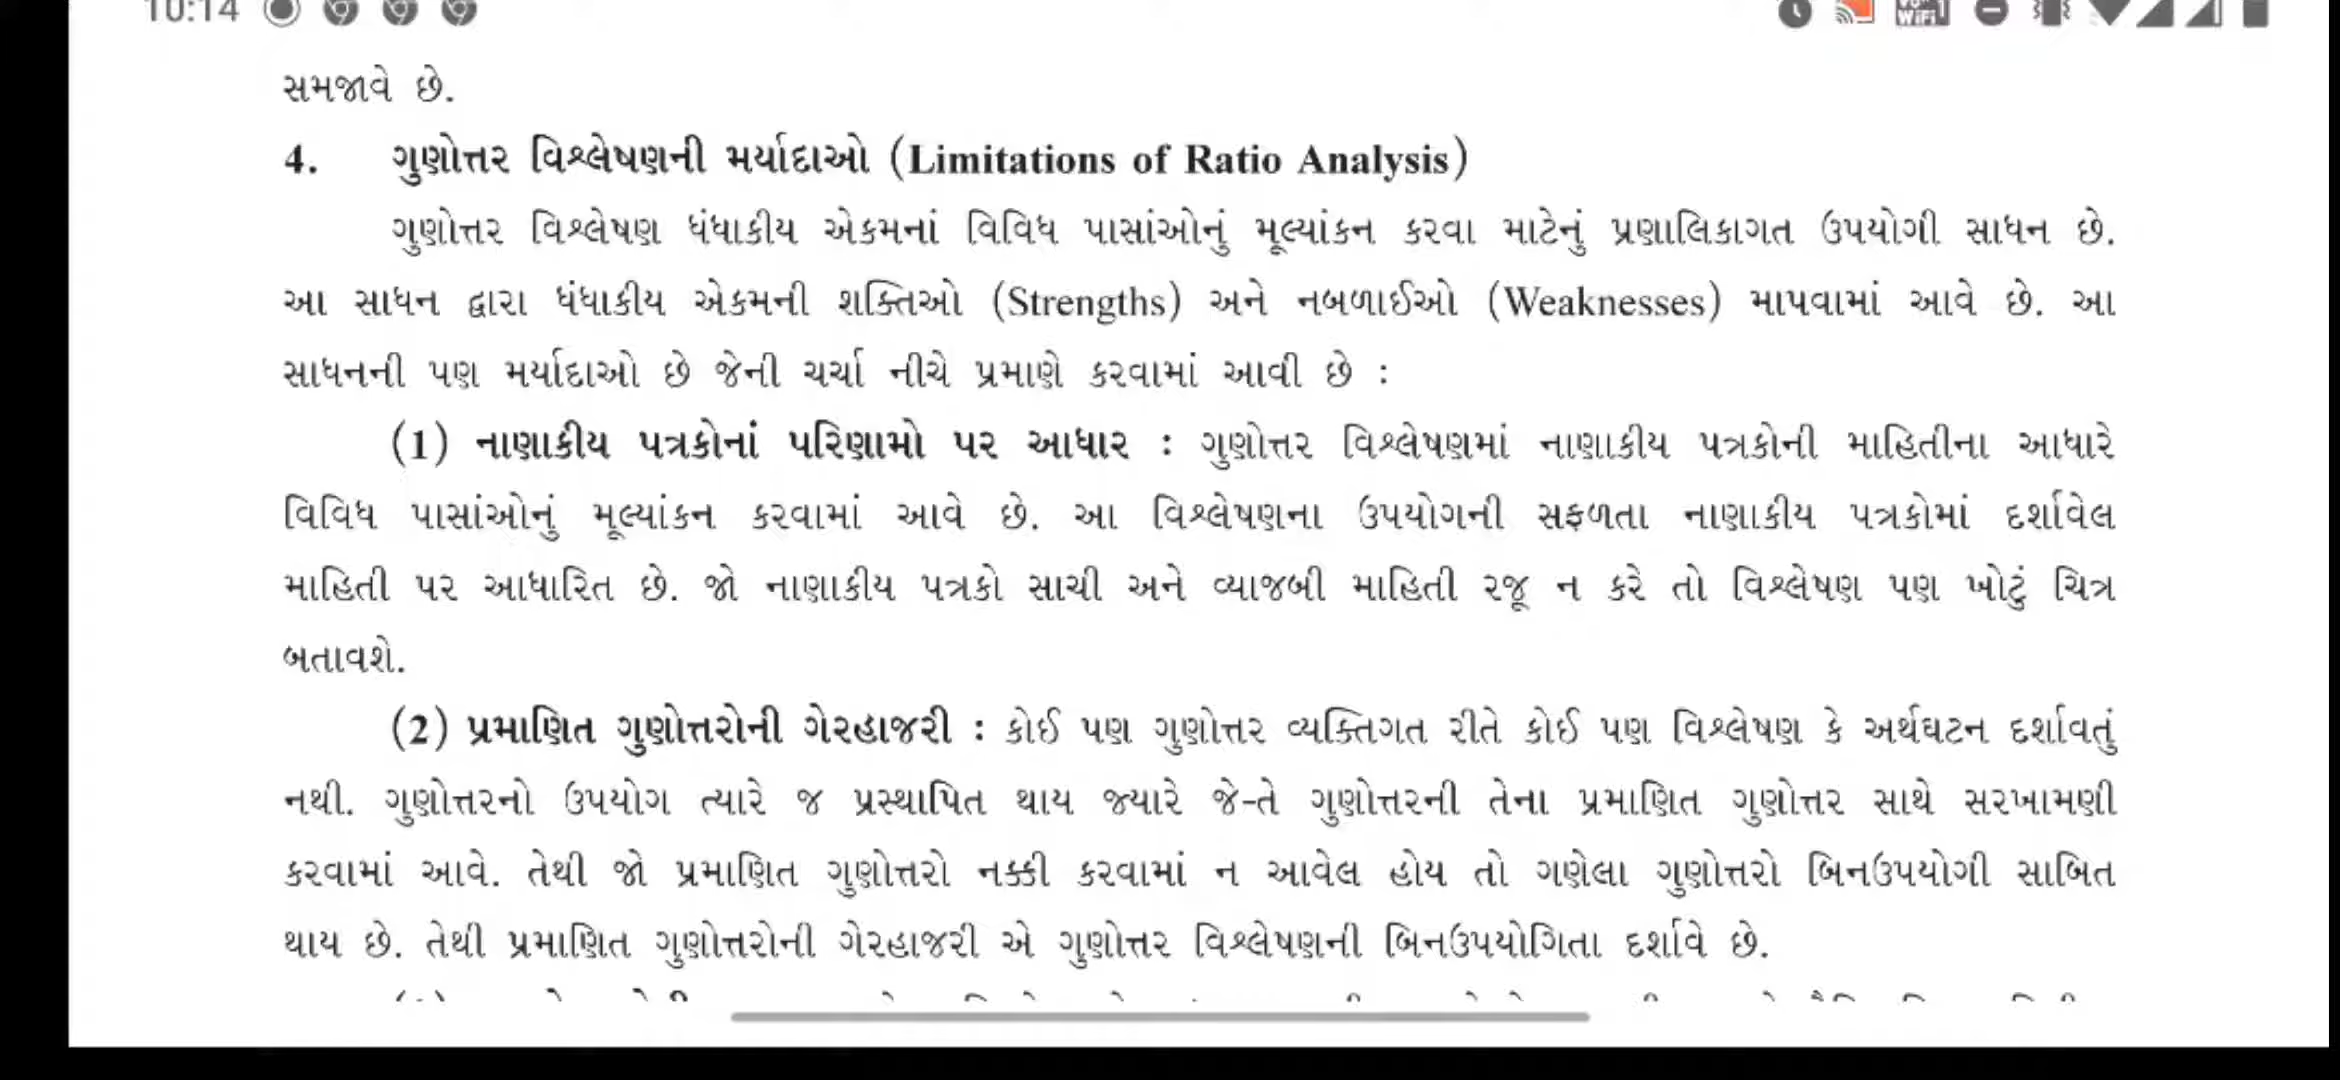 10:14
સમજાવે છે.
4. ગુણોત્તર વિશ્લેષણની મર્યાદાઓ (Limitations of Ratio Analysis)
ગુણોત્તર વિશ્લેષણ ધંધાકીય એકમનાં વિવિધ પાસાંઓનું મૂલ્યાંકન કરવા માટેનું પ્રણાલિકાગત ઉપયોગી સાધન છે.
આ સાધન દ્વારા ધંધાકીય એકમની શક્તિઓ (Strengths) અને નબળાઈઓ (Weaknesses) માપવામાં આવે છે. આ
સાધનની પણ મર્યાદાઓ છે જેની ચર્ચા નીચે પ્રમાણે કરવામાં આવી છે :
(1) નાણાકીય પત્રકોનાં પરિણામો પર આધાર : ગુણોત્તર વિશ્લેષણમાં નાણાકીય પત્રકોની માહિતીના આધારે
વિવિધ પાસાંઓનું મૂલ્યાંકન કરવામાં આવે છે. આ વિશ્લેષણના ઉપયોગની સફળતા નાણાકીય પત્રકોમાં દર્શાવેલ
માહિતી પર આધારિત છે. જો નાણાકીય પત્રકો સાચી અને વ્યાજબી માહિતી રજૂ ન કરે તો વિશ્લેષણ પણ ખોટું ચિત્ર
બતાવશે.
(2) પ્રમાણિત ગુણોત્તરોની ગેરહાજરી : કોઈ પણ ગુણોત્તર વ્યક્તિગત રીતે કોઈ પણ વિશ્લેષણ કે અર્થઘટન દર્શાવતું
નથી. ગુણોત્તરનો ઉપયોગ ત્યારે જ પ્રસ્થાપિત થાય જ્યારે જે-તે ગુણોત્તરની તેના પ્રમાણિત ગુણોત્તર સાથે સરખામણી
કરવામાં આવે. તેથી જો પ્રમાણિત ગુણોત્તરો નક્કી કરવામાં ન આવેલ હોય તો ગણેલા ગુણોત્તરો બિનઉપયોગી સાબિત
થાય છે. તેથી પ્રમાણિત ગુણોત્તરોની ગેરહાજરી એ ગુણોત્તર વિશ્લેષણની બિનઉપયોગિતા દર્શાવે છે.